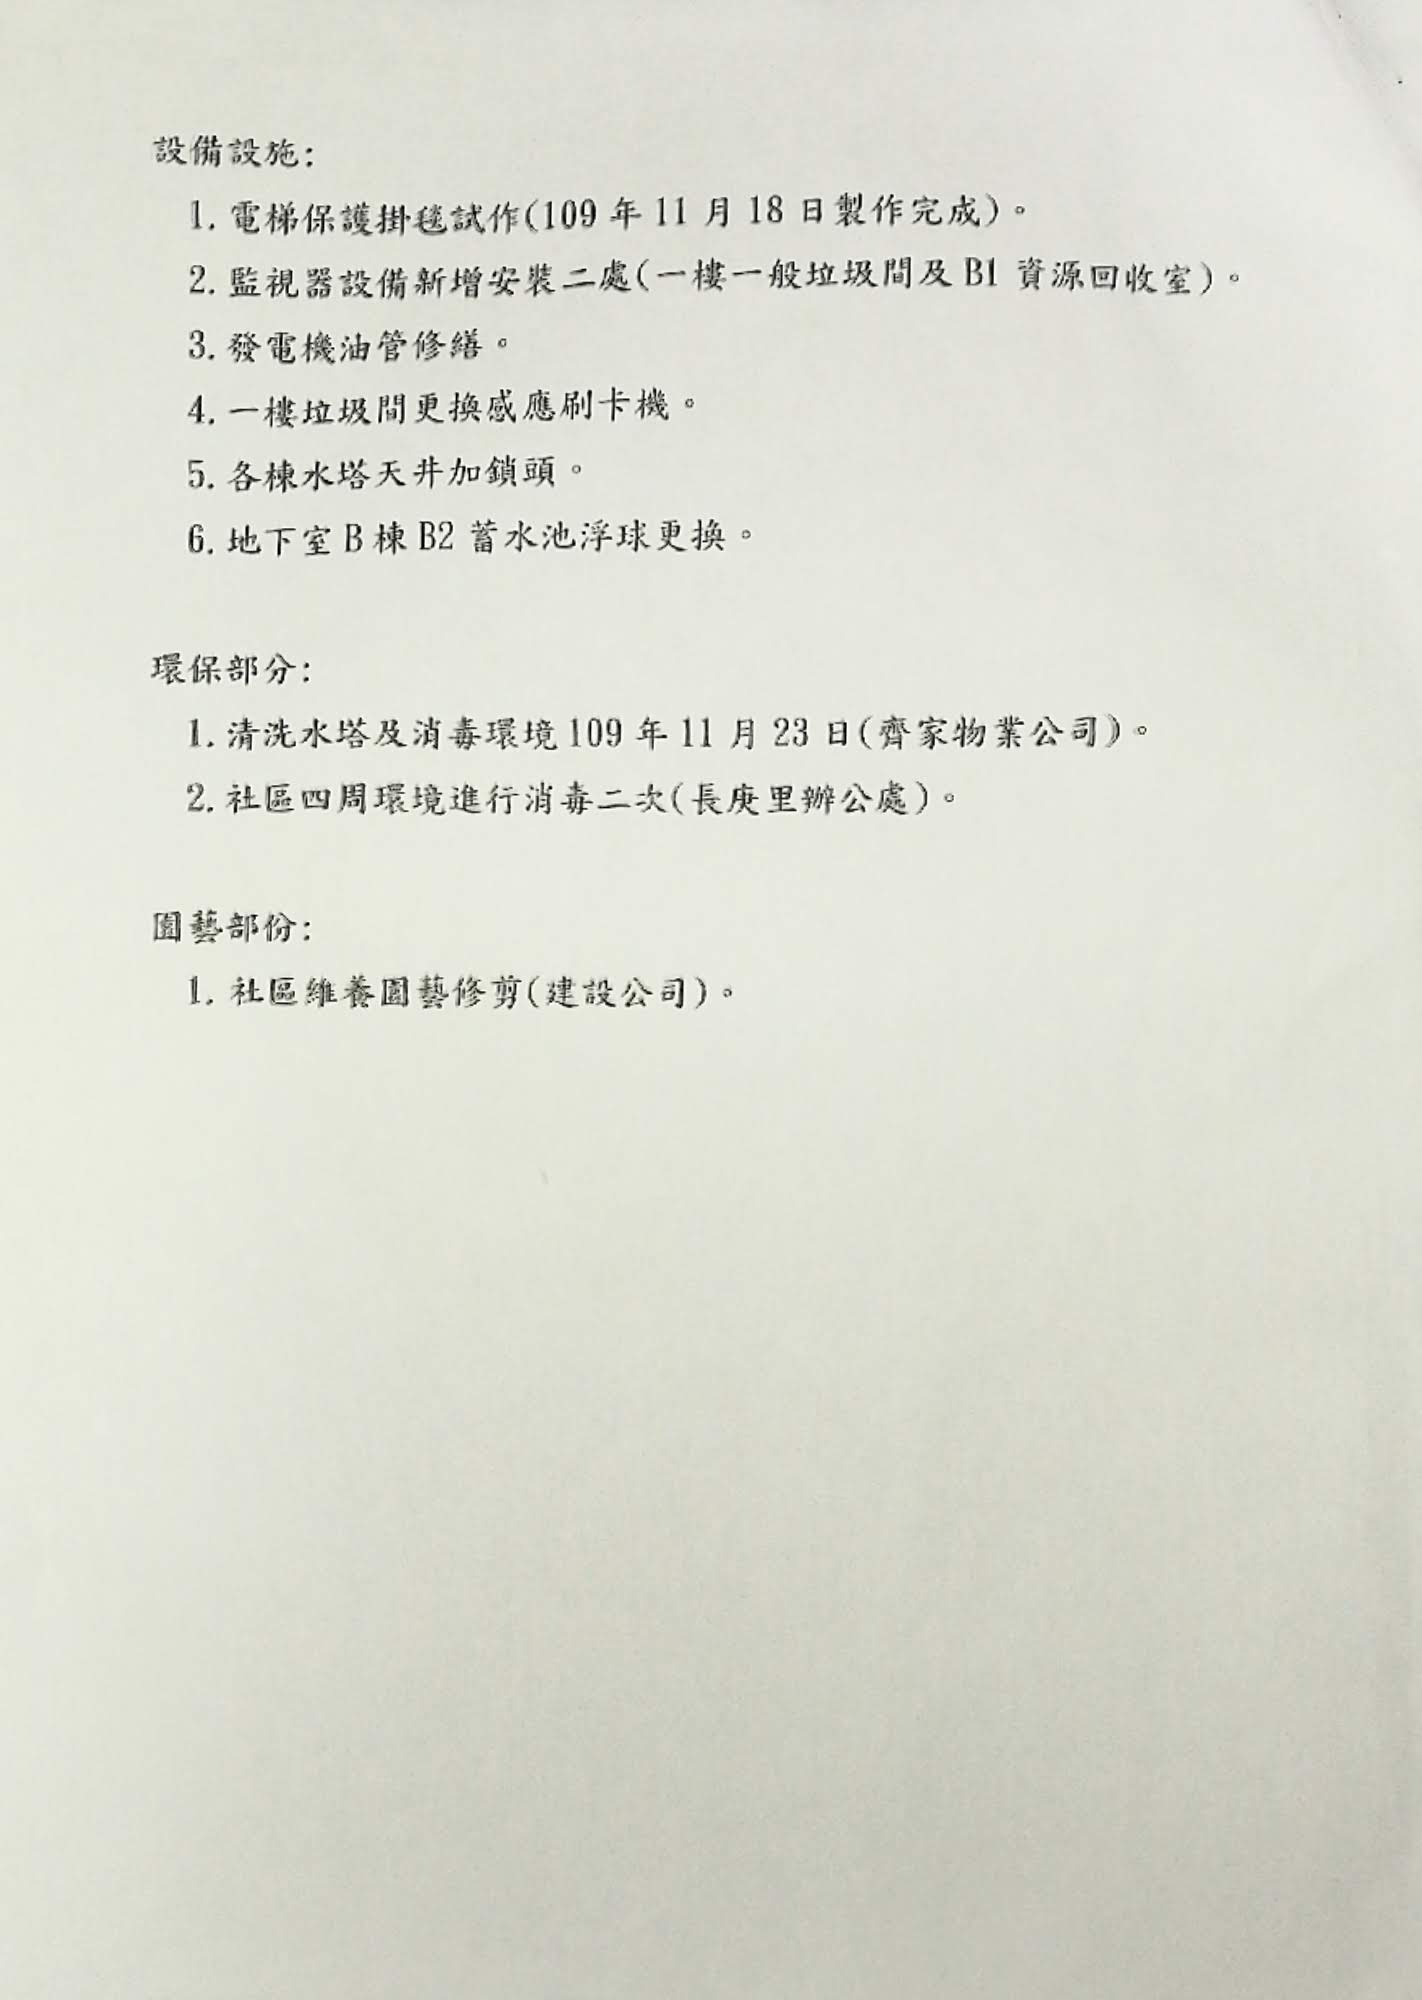 設備設施:
1. 電梯保護掛毯試作(109 年 11 月 18 日製作完成)。
2. 監視器設備新增安裝二處(一樓一般垃圾間及 B1 資源回收室)。
3. 發電機油管修繕。
4. 一樓垃圾間更換感應刷卡機。
5. 各棟水塔天井加鎖頭。
6. 地下室 B 棟 B2 蓄水池浮球更換。
環保部分:
1. 清洗水塔及消毒環境 109 年 11 月 23 日(齊家物業公司)。
2. 社區四周環境進行消毒二次(長庚里辦公處)。
園藝部份:
1. 社區維養園藝修剪(建設公司)。